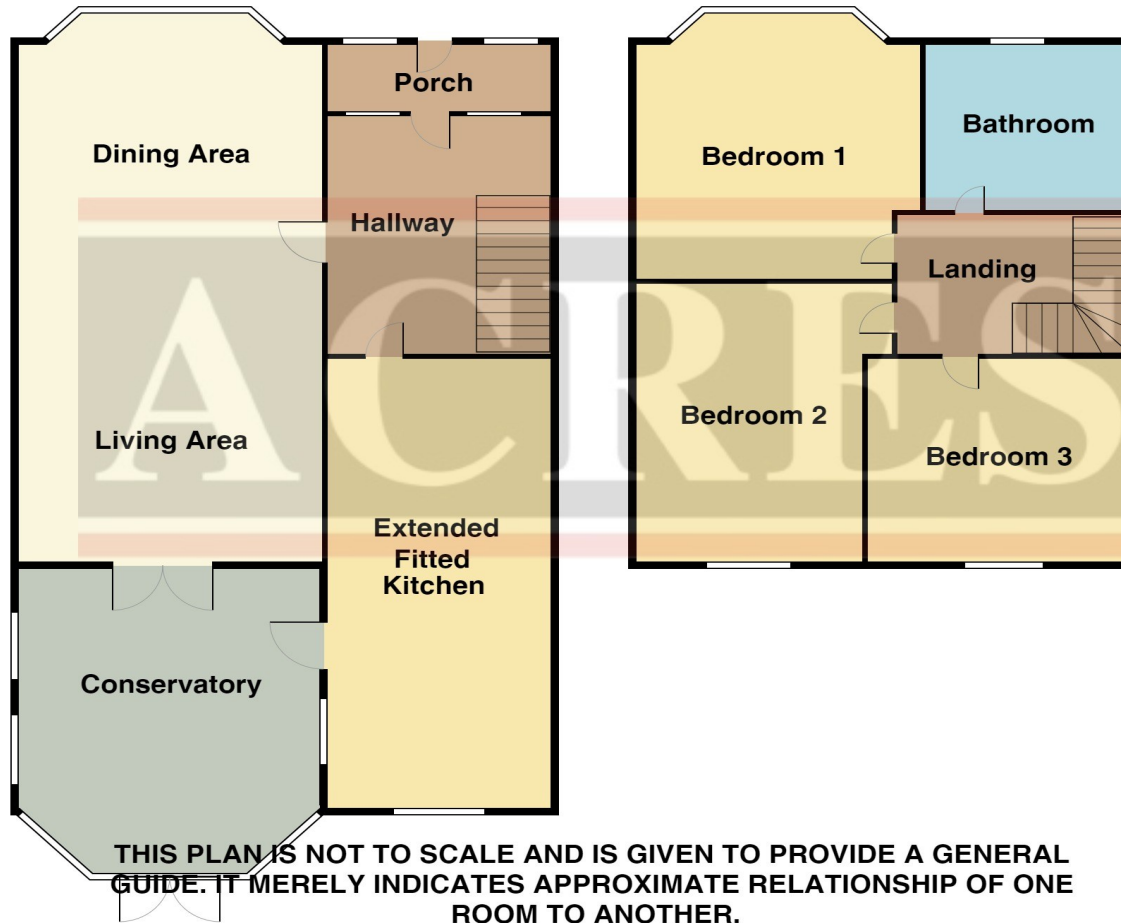 Porch
Dining Area
Hallway
Living Area
Extended
Fitted
Kitchen
Conservatory
Bedroom 1
Bathroom
Landing
Bedroom 2
Bedroom 3
ACRES
THIS PLAN IS NOT TO SCALE AND IS GIVEN TO PROVIDE A GENERAL
GUIDE. IT MERELY INDICATES APPROXIMATE RELATIONSHIP OF ONE
ROOM TO ANOTHER.